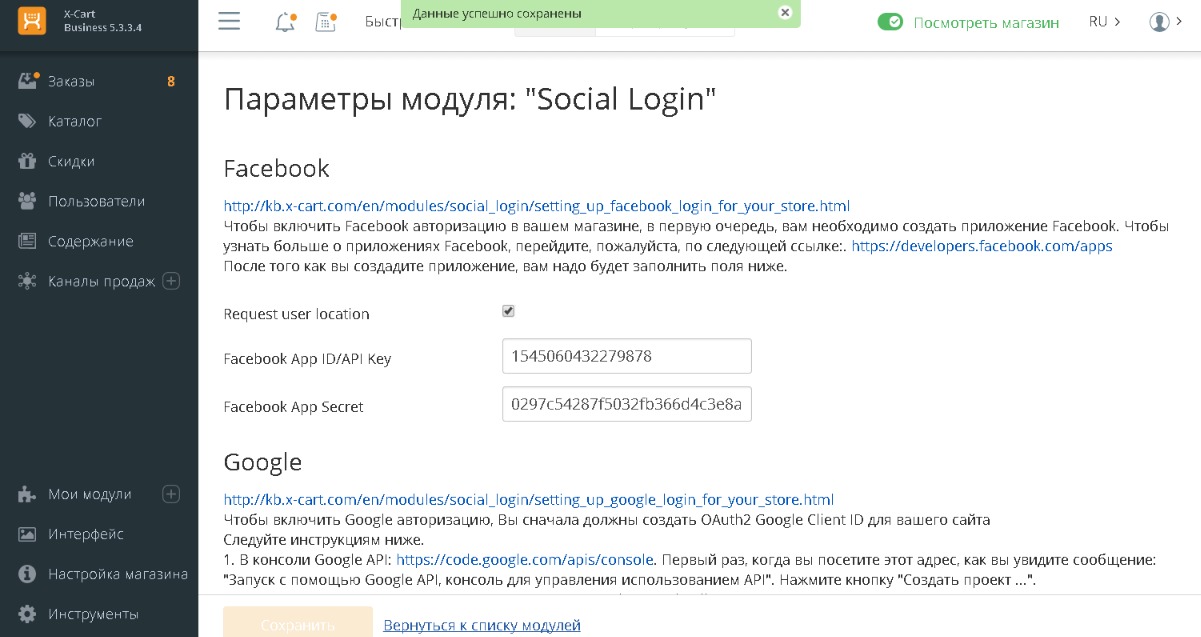 X-Cart
Business 5.3.3.4
Данные успешно сохранены
Посмотреть магазин
RU
Заказы 8
Каталог
Скидки
Пользователи
Содержание
Каналы продаж
Мои модули
Интерфейс
Настройка магазина
Инструменты
Параметры модуля: "Social Login"
Facebook
http://kb.x-cart.com/en/modules/social_login/setting_up_facebook_login_for_your_store.html
Чтобы включить Facebook авторизацию в вашем магазине, в первую очередь, вам необходимо создать приложение Facebook. Чтобы
узнать больше о приложениях Facebook, перейдите, пожалуйста, по следующей ссылке:. https://developers.facebook.com/apps
После того как вы создадите приложение, вам надо будет заполнить поля ниже.
Request user location
Facebook App ID/API Key 1545060432279878
Facebook App Secret 0297c54287f5032fb366d4c3e8a
Google
http://kb.x-cart.com/en/modules/social_login/setting_up_google_login_for_your_store.html
Чтобы включить Google авторизацию, Вы сначала должны создать OAuth2 Google Client ID для вашего сайта
Следуйте инструкциям ниже.
1. В консоли Google API: https://code.google.com/apis/console. Первый раз, когда вы посетите этот адрес, как вы увидите сообщение:
"Запуск с помощью Google API, консоль для управления использованием API". Нажмите кнопку "Создать проект ...".
Сохранить Вернуться к списку модулей